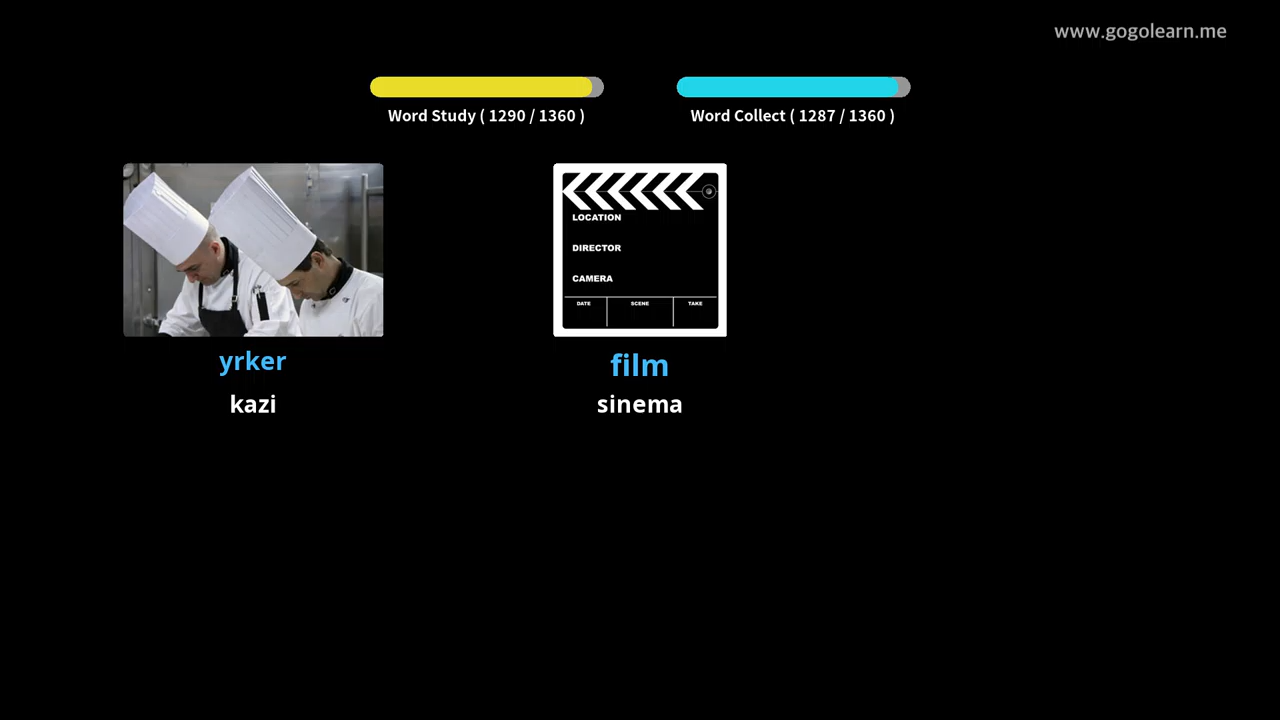 www.gogolearn.me
Word Study ( 1290 / 1360 )
Word Collect ( 1287 / 1360 )
LOCATION
DIRECTOR
CAMERA
DATE SCENE TAKE
yrker
film
kazi
sinema